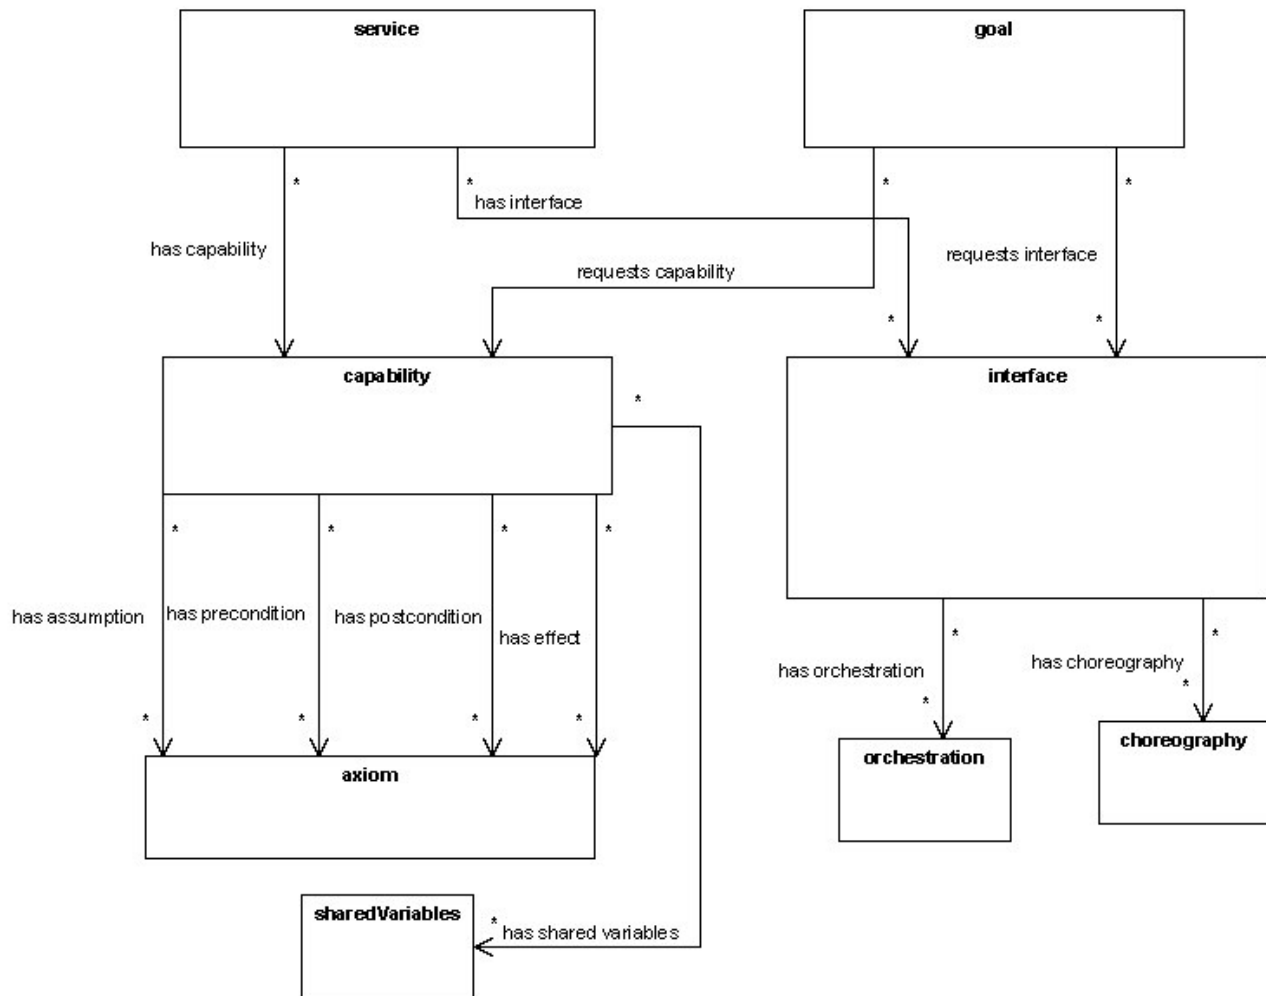 service
goal
*
*
*
*
has interface
has capability
requests interface
requests capability
*
*
capability
interface
*
*
*
*
*
has assumption
has precondition
has postcondition
has effect
*
*
has orchestration
has choreography
*
*
*
*
*
*
axiom
orchestration
choreography
sharedVariables
*
has shared variables